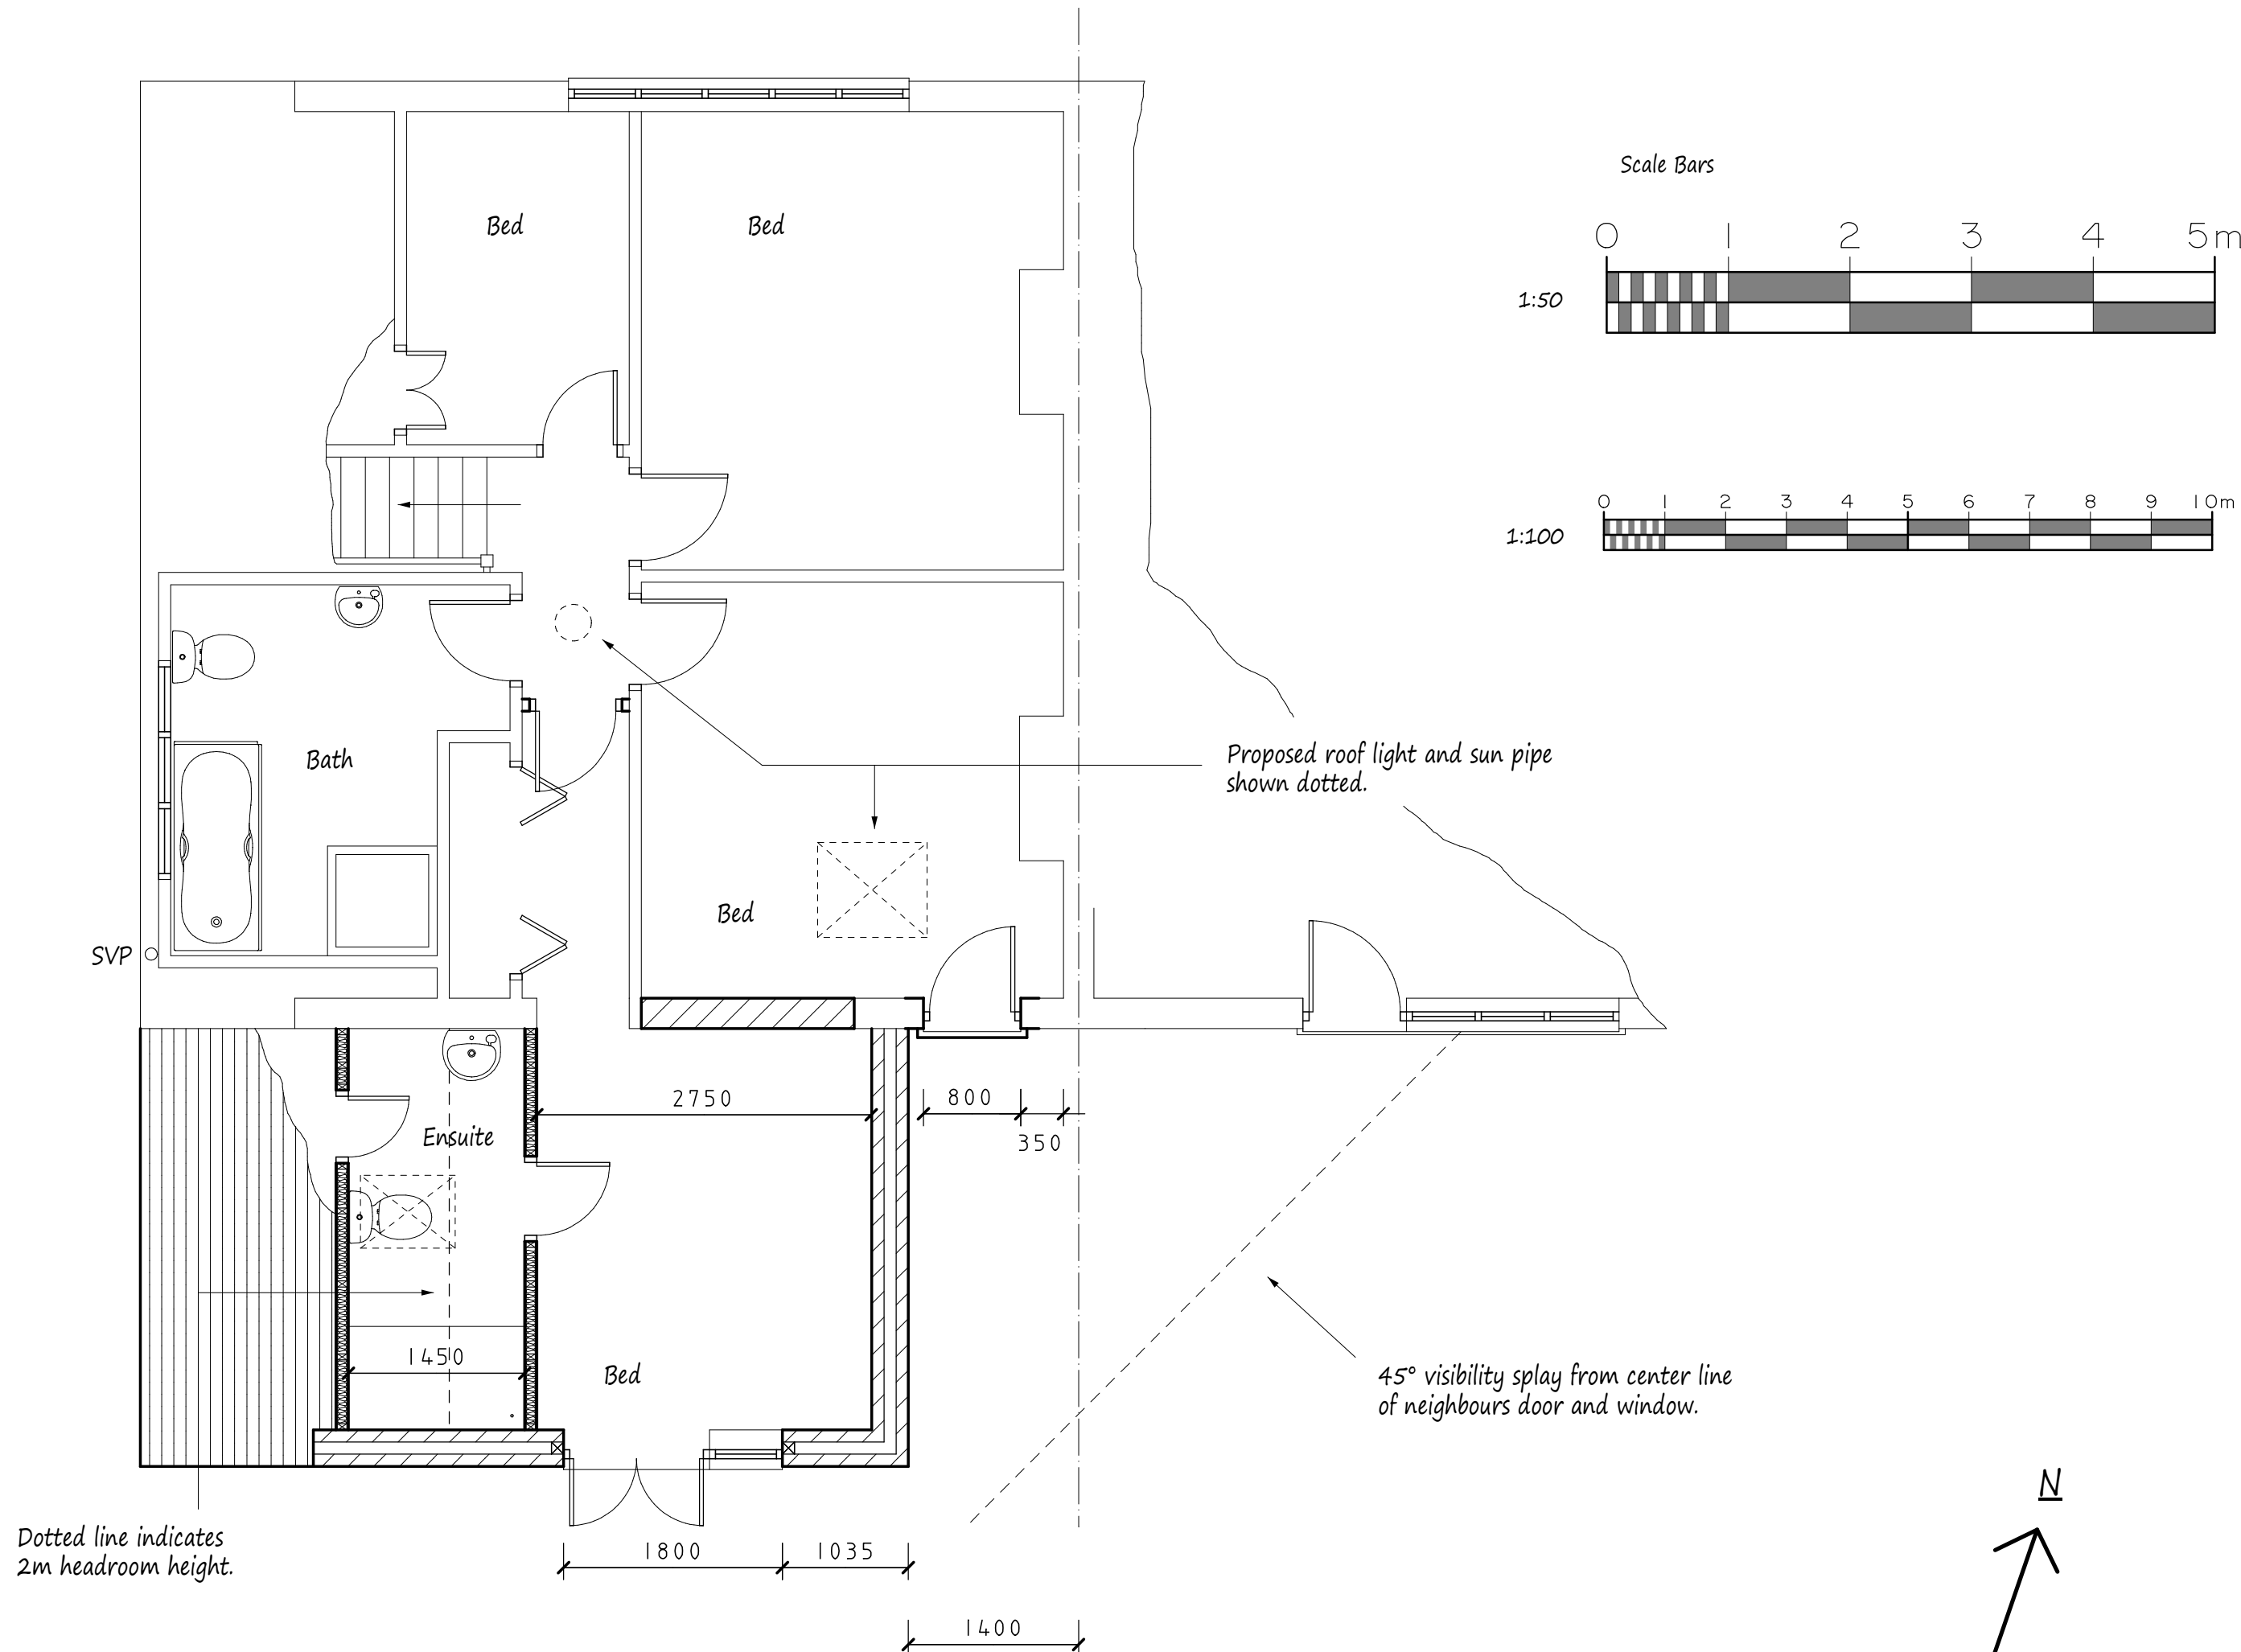 Scale Bars
0 1 2 3 4 5m
1:50
0 1 2 3 4 5 6 7 8 9 10m
1:100
Bed
Bed
Bath
Proposed roof light and sun pipe
shown dotted.
Bed
SVP
2750
800
350
Ensuite
1450
Bed
45° visibility splay from center line
of neighbours door and window.
N
Dotted line indicates
2m headroom height.
1800
1035
1400